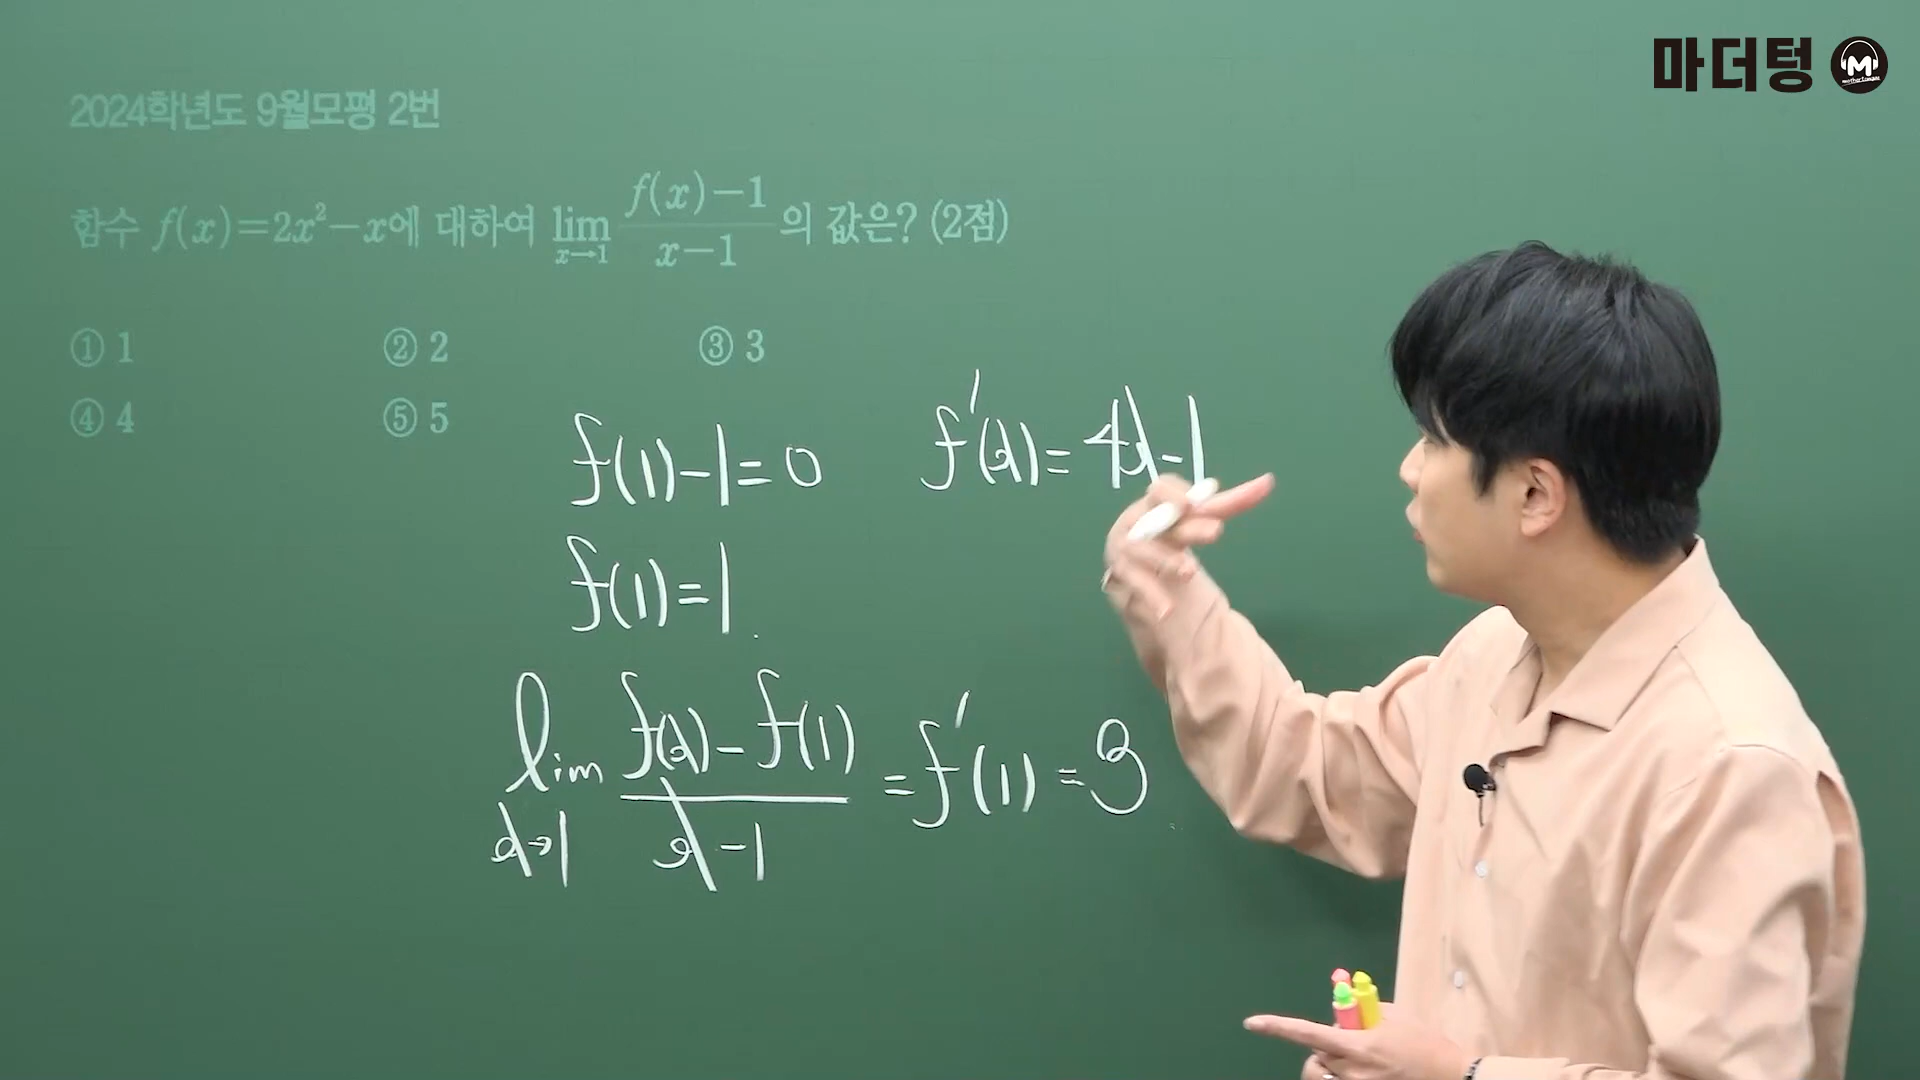 마더텅
2024학년도 9월모평 2번
함수 f(x)=2x²−x에 대하여 lim x→1 (f(x)−1)/(x−1) 의 값은? (2점)
① 1 ② 2 ③ 3
④ 4 ⑤ 5
f(1)−1=0
f(1)=1.
lim x→1 (f(x)−f(1))/(x−1) = f′(1) = 3
f′(x) = 4x−1